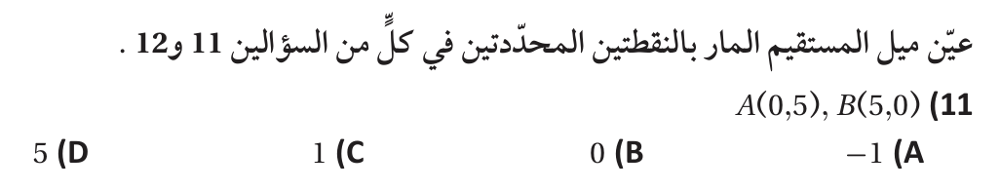 عيّن ميل المستقيم المار بالنقطتين المحدّدتين في كلٍّ من السؤالين 11 و12 .
11) A(0,5), B(5,0)
A) −1 B) 0 C) 1 D) 5